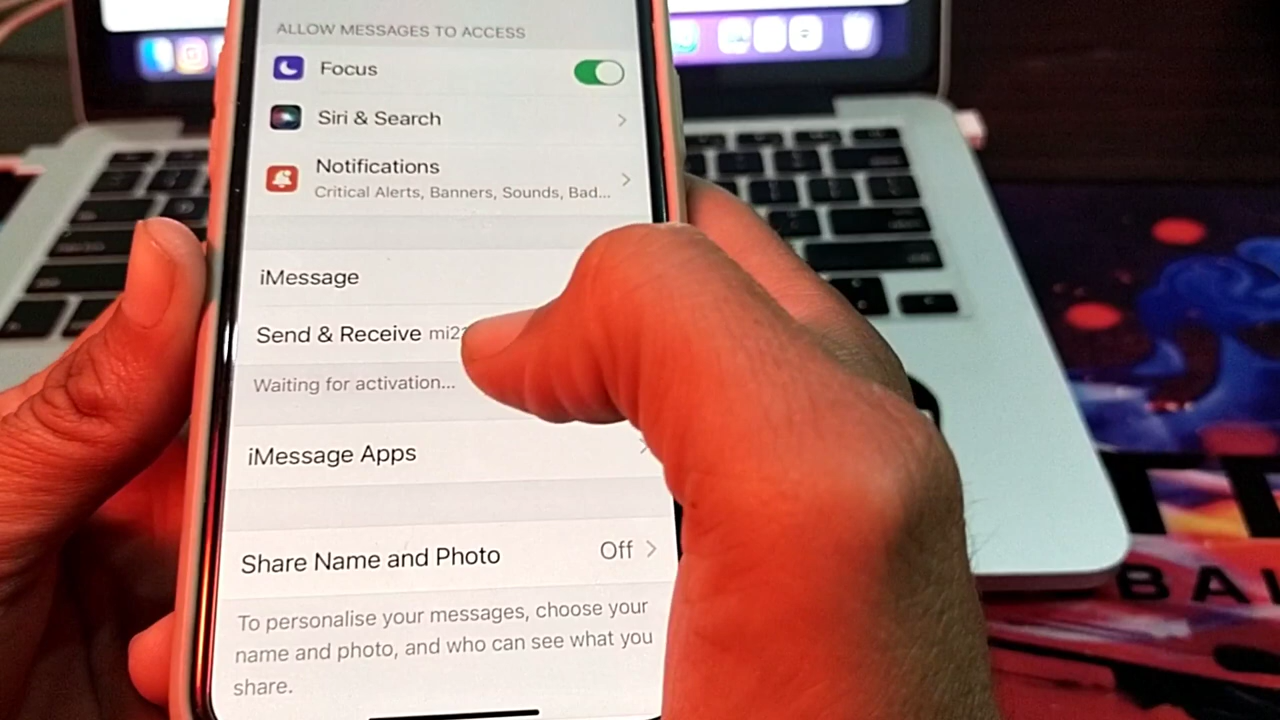 ALLOW MESSAGES TO ACCESS
Focus
Siri & Search
Notifications
Critical Alerts, Banners, Sounds, Bad...
iMessage
Send & Receive
Waiting for activation...
iMessage Apps
Share Name and Photo Off
To personalise your messages, choose your
name and photo, and who can see what you
share.